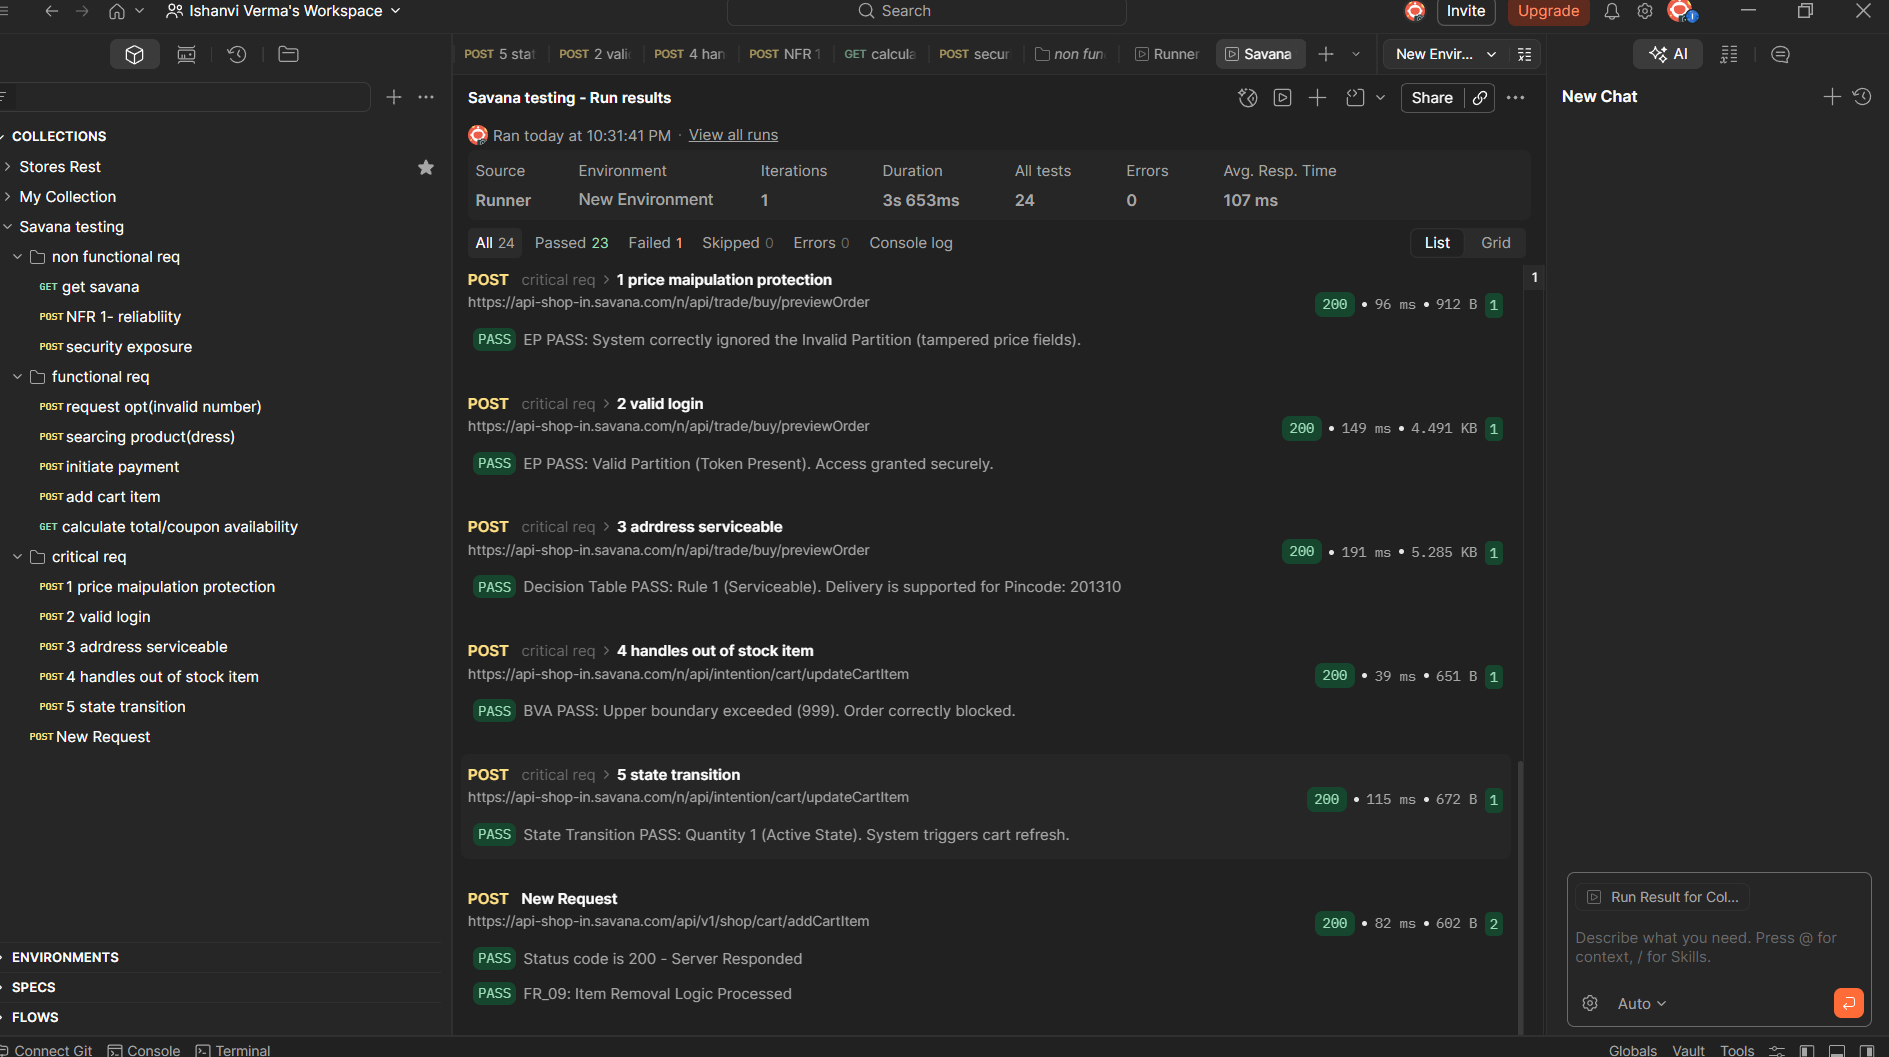 Ishanvi Verma's Workspace
Search
Invite
Upgrade
POST 5 stat
POST 2 vali
POST 4 han
POST NFR 1
GET calcula
POST secur
non fun
Runner
Savana
New Envir...
AI
COLLECTIONS
Stores Rest
My Collection
Savana testing
non functional req
GET get savana
POST NFR 1- reliabliity
POST security exposure
functional req
POST request opt(invalid number)
POST searcing product(dress)
POST initiate payment
POST add cart item
GET calculate total/coupon availability
critical req
POST 1 price maipulation protection
POST 2 valid login
POST 3 adrdress serviceable
POST 4 handles out of stock item
POST 5 state transition
POST New Request
ENVIRONMENTS
SPECS
FLOWS
Savana testing - Run results
Share
Ran today at 10:31:41 PM · View all runs
Source Environment Iterations Duration All tests Errors Avg. Resp. Time
Runner New Environment 1 3s 653ms 24 0 107 ms
All 24 Passed 23 Failed 1 Skipped 0 Errors 0 Console log
List Grid
1
POST critical req > 1 price maipulation protection
https://api-shop-in.savana.com/n/api/trade/buy/previewOrder
200 • 96 ms • 912 B 1
PASS EP PASS: System correctly ignored the Invalid Partition (tampered price fields).
POST critical req > 2 valid login
https://api-shop-in.savana.com/n/api/trade/buy/previewOrder
200 • 149 ms • 4.491 KB 1
PASS EP PASS: Valid Partition (Token Present). Access granted securely.
POST critical req > 3 adrdress serviceable
https://api-shop-in.savana.com/n/api/trade/buy/previewOrder
200 • 191 ms • 5.285 KB 1
PASS Decision Table PASS: Rule 1 (Serviceable). Delivery is supported for Pincode: 201310
POST critical req > 4 handles out of stock item
https://api-shop-in.savana.com/n/api/intention/cart/updateCartItem
200 • 39 ms • 651 B 1
PASS BVA PASS: Upper boundary exceeded (999). Order correctly blocked.
POST critical req > 5 state transition
https://api-shop-in.savana.com/n/api/intention/cart/updateCartItem
200 • 115 ms • 672 B 1
PASS State Transition PASS: Quantity 1 (Active State). System triggers cart refresh.
POST New Request
https://api-shop-in.savana.com/api/v1/shop/cart/addCartItem
200 • 82 ms • 602 B 2
PASS Status code is 200 - Server Responded
PASS FR_09: Item Removal Logic Processed
New Chat
Run Result for Col...
Describe what you need. Press @ for
context, / for Skills.
Auto
Connect Git
Console
Terminal
Globals
Vault
Tools